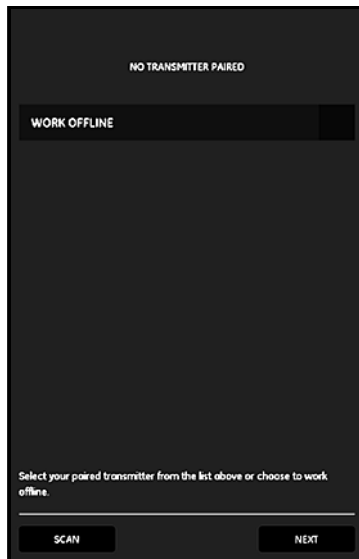 NO TRANSMITTER PAIRED
WORK OFFLINE
Select your paired transmitter from the list above or choose to work
offline.
SCAN
NEXT